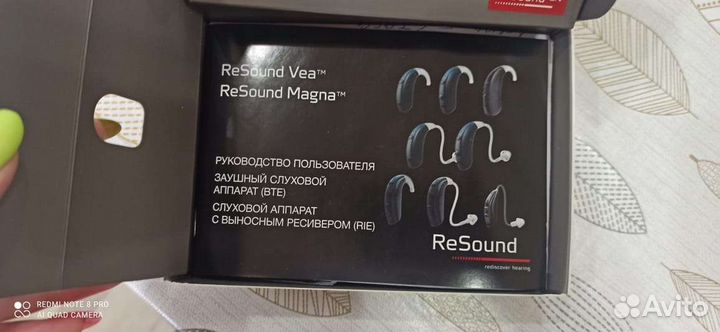 ReSound Vea™
ReSound Magna™
РУКОВОДСТВО ПОЛЬЗОВАТЕЛЯ
ЗАУШНЫЙ СЛУХОВОЙ
АППАРАТ (BTE)
СЛУХОВОЙ АППАРАТ
С ВЫНОСНЫМ РЕСИВЕРОМ (RIE)
ReSound
rediscover hearing
REDMI NOTE 8 PRO
AI QUAD CAMERA
Avito